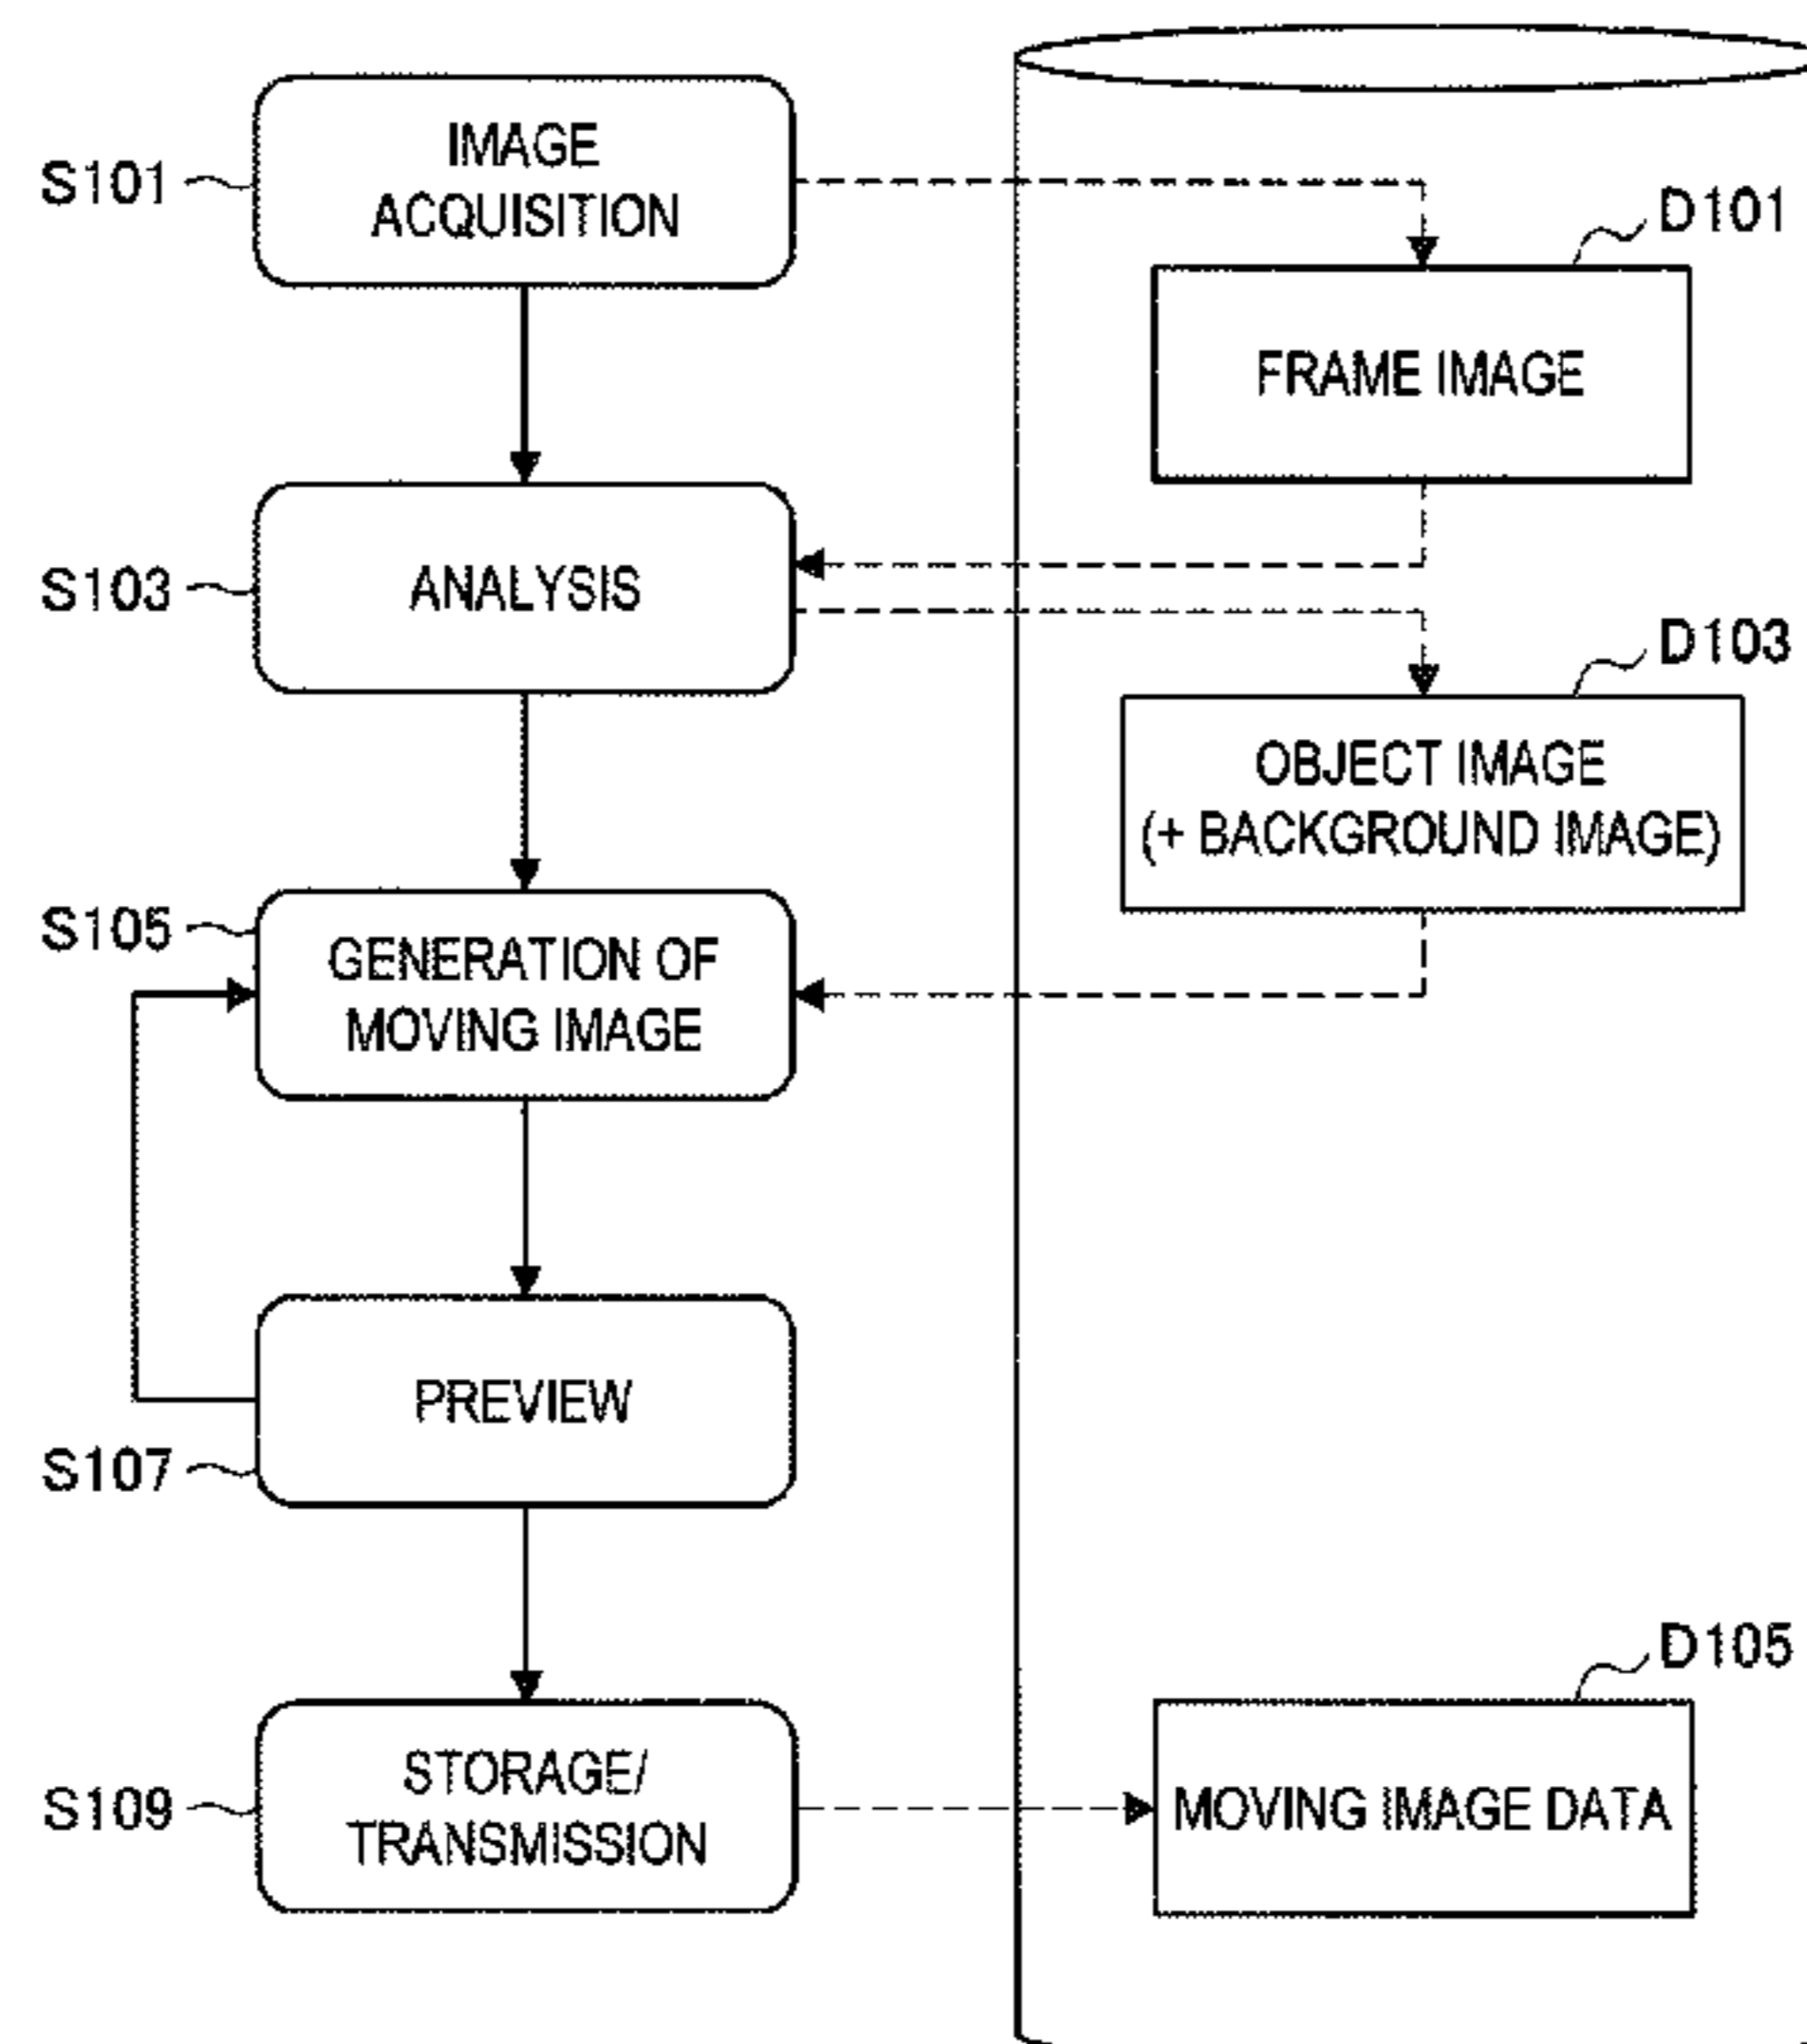 IMAGE
ACQUISITION
S101
D101
FRAME IMAGE
S103
ANALYSIS
D103
OBJECT IMAGE
(+ BACKGROUND IMAGE)
S105
GENERATION OF
MOVING IMAGE
PREVIEW
S107
D105
STORAGE/
TRANSMISSION
S109
MOVING IMAGE DATA